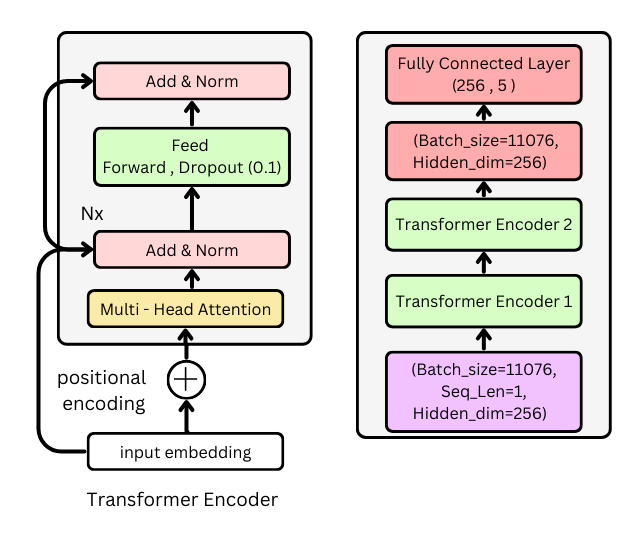 Add & Norm
Feed
Forward , Dropout (0.1)
Nx
Add & Norm
Multi - Head Attention
positional
encoding
input embedding
Transformer Encoder
Fully Connected Layer
(256 , 5 )
(Batch_size=11076,
Hidden_dim=256)
Transformer Encoder 2
Transformer Encoder 1
(Batch_size=11076,
Seq_Len=1,
Hidden_dim=256)